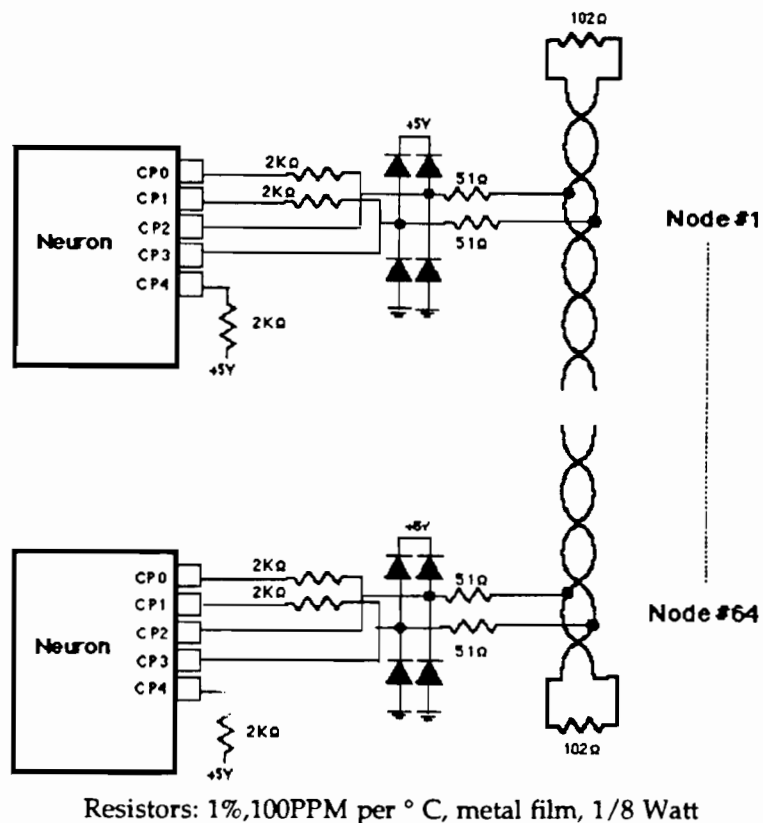 102Ω
+5V
CP0
2KΩ
CP1
2KΩ
51Ω
CP2
Neuron
51Ω
CP3
CP4
2KΩ
+5V
Node #1
+5V
CP0
2KΩ
CP1
2KΩ
51Ω
CP2
Neuron
51Ω
CP3
CP4
2KΩ
+5V
Node #64
102Ω
Resistors: 1%,100PPM per ° C, metal film, 1/8 Watt